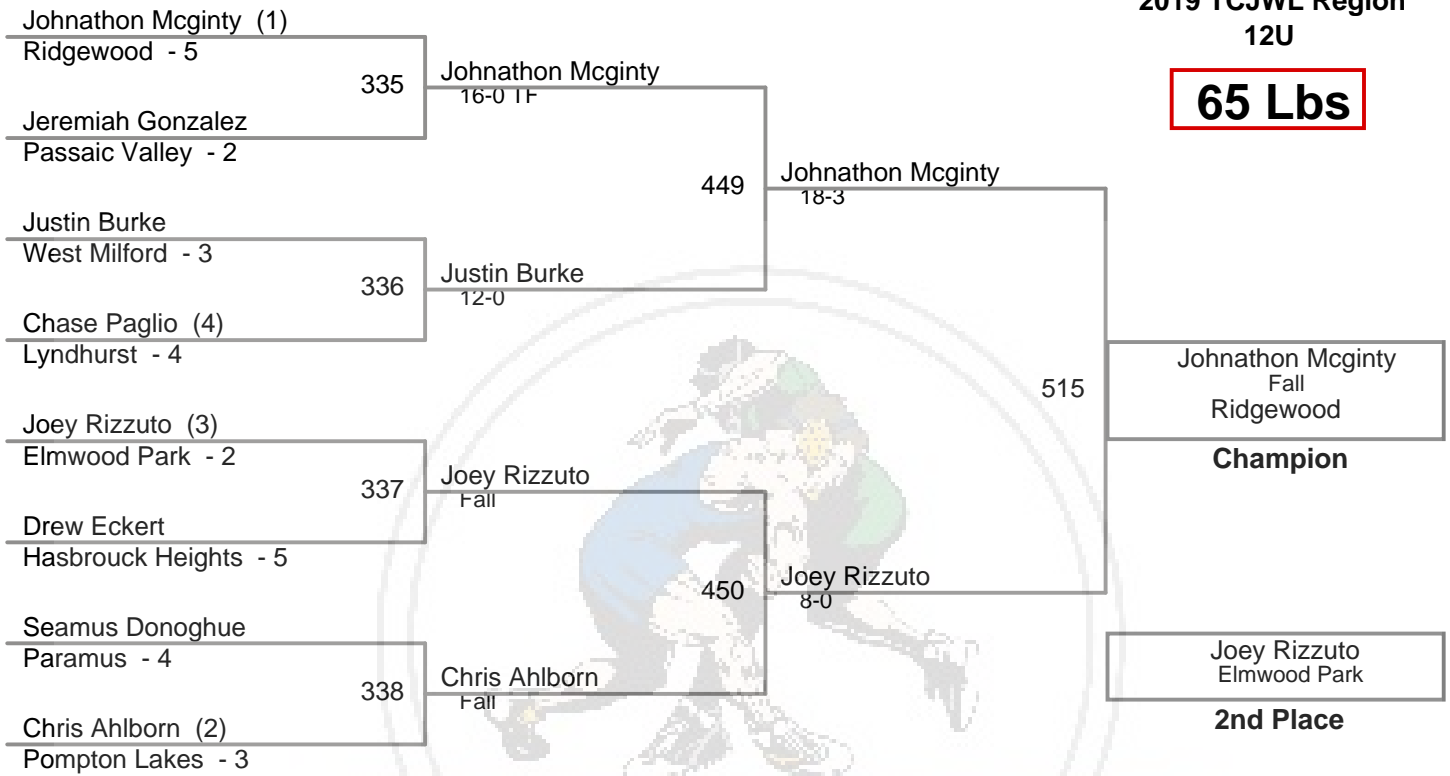 2019 TCJWL Region
12U
65 Lbs
Johnathon Mcginty (1)
Ridgewood - 5
335
Jeremiah Gonzalez
Passaic Valley - 2
Johnathon Mcginty
16-0 TF
Justin Burke
West Milford - 3
336
Chase Paglio (4)
Lyndhurst - 4
Justin Burke
12-0
449
Johnathon Mcginty
18-3
Joey Rizzuto (3)
Elmwood Park - 2
337
Drew Eckert
Hasbrouck Heights - 5
Joey Rizzuto
Fall
Seamus Donoghue
Paramus - 4
338
Chris Ahlborn (2)
Pompton Lakes - 3
Chris Ahlborn
Fall
450
Joey Rizzuto
8-0
515
Johnathon Mcginty
Fall
Ridgewood
Champion
Joey Rizzuto
Elmwood Park
2nd Place